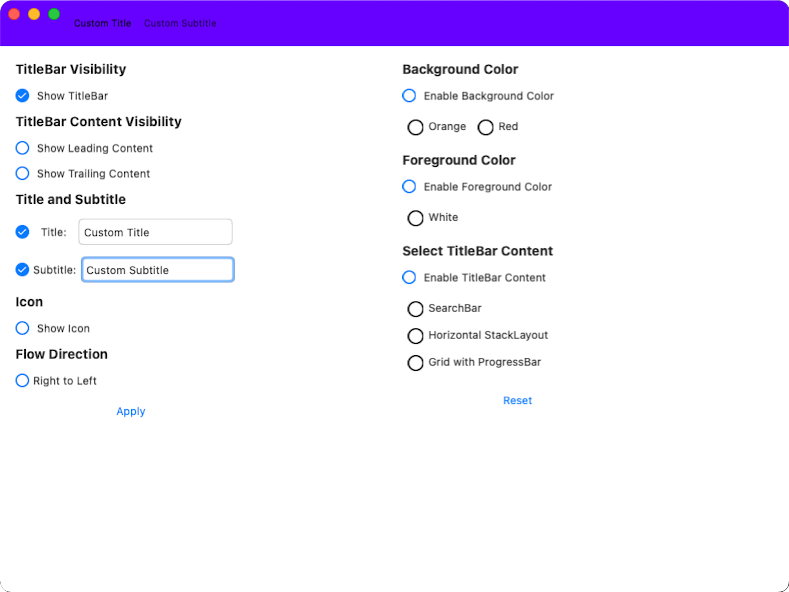 Custom Title Custom Subtitle
TitleBar Visibility
Show TitleBar
TitleBar Content Visibility
Show Leading Content
Show Trailing Content
Title and Subtitle
Title: Custom Title
Subtitle: Custom Subtitle
Icon
Show Icon
Flow Direction
Right to Left
Apply
Background Color
Enable Background Color
Orange Red
Foreground Color
Enable Foreground Color
White
Select TitleBar Content
Enable TitleBar Content
SearchBar
Horizontal StackLayout
Grid with ProgressBar
Reset